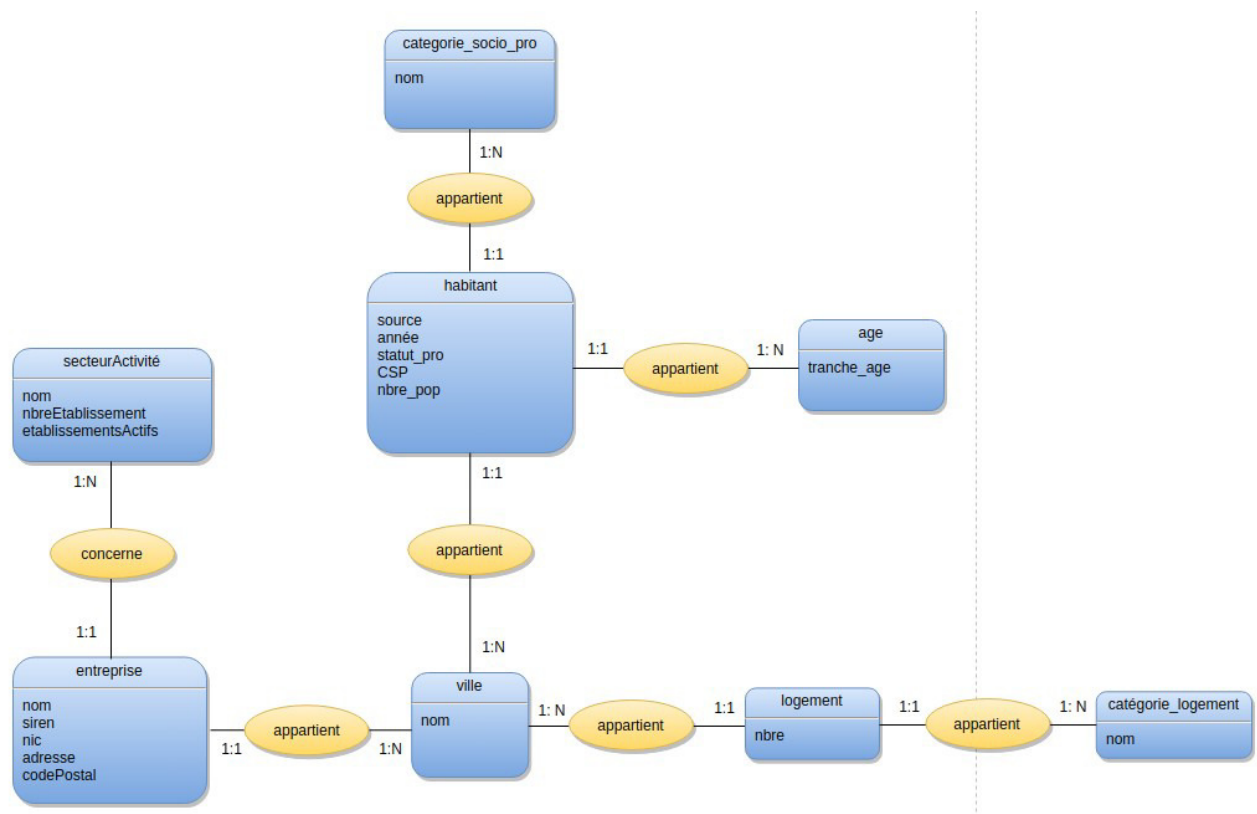 categorie_socio_pro
nom
1:N
appartient
1:1
habitant
source
année
statut_pro
CSP
nbre_pop
1:1
appartient
1: N
age
tranche_age
secteurActivité
nom
nbreEtablissement
etablissementsActifs
1:N
concerne
1:1
1:1
appartient
1:N
entreprise
nom
siren
nic
adresse
codePostal
1:1
appartient
1:N
ville
nom
1: N
appartient
1:1
logement
nbre
1:1
appartient
1: N
catégorie_logement
nom